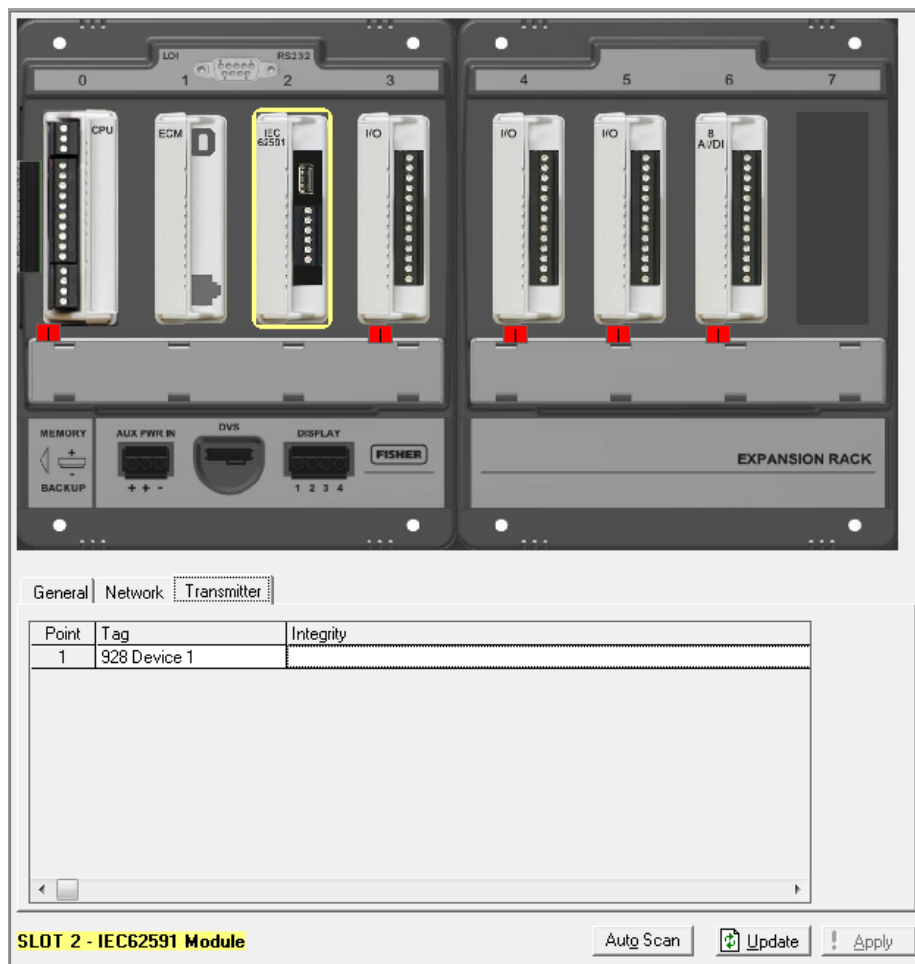 LOI RS232
0 1 2 3 4 5 6 7
CPU ECM IEC I/O I/O I/O 8
62591 AI/DI
D
MEMORY AUX PWR IN DVS DISPLAY FISHER
+
-
BACKUP + + - 1 2 3 4
EXPANSION RACK
General Network Transmitter
Point Tag Integrity
1 928 Device 1
SLOT 2 - IEC62591 Module Auto Scan Update ! Apply